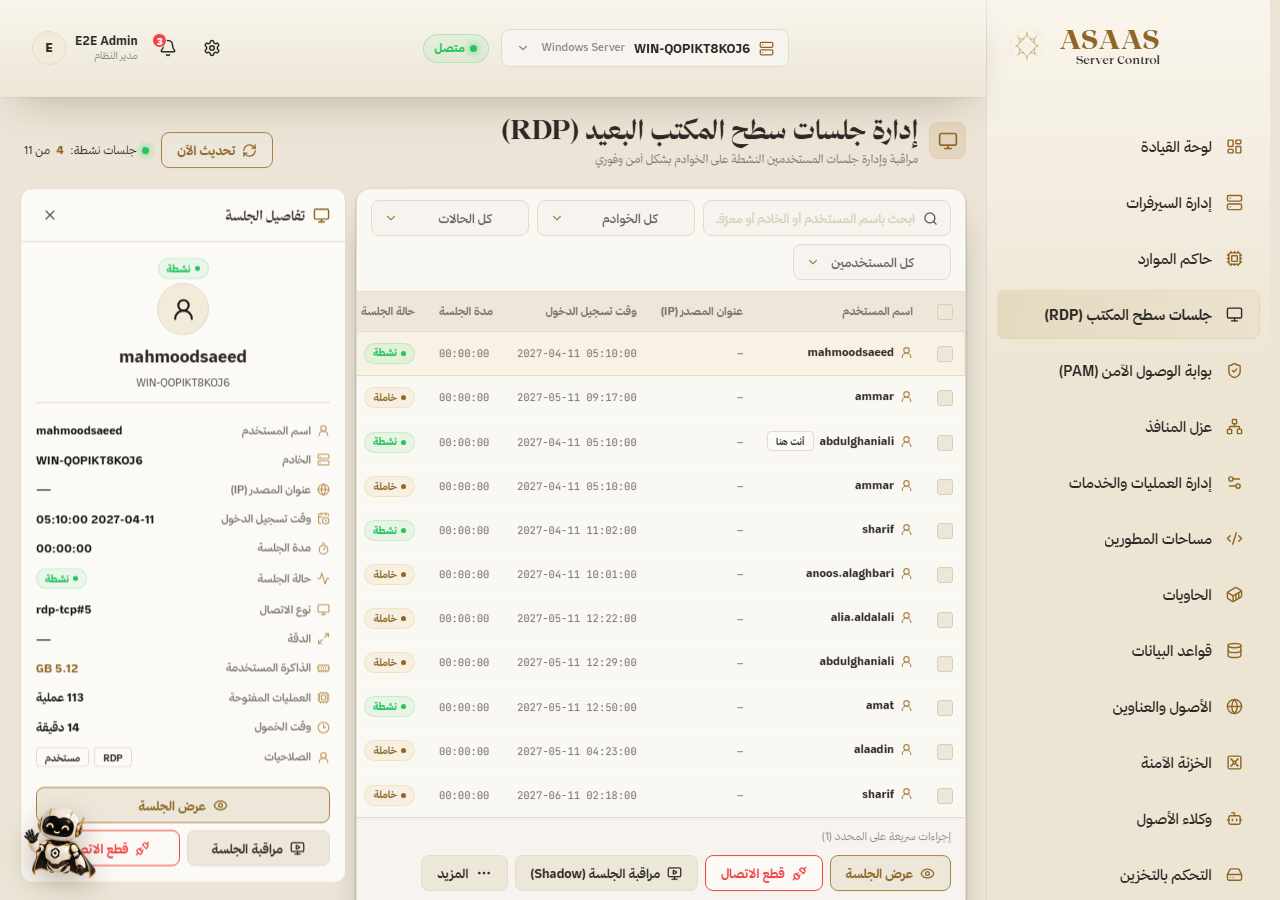 ASAAS
Server Control
لوحة القيادة
إدارة السيرفرات
حاكم الموارد
جلسات سطح المكتب (RDP)
بوابة الوصول الآمن (PAM)
عزل المنافذ
إدارة العمليات والخدمات
مساحات المطورين
الحاويات
قواعد البيانات
الأصول والعناوين
الخزنة الآمنة
وكلاء الأصول
التحكم بالتخزين
WIN-QOPIKT8KOJ6 Windows Server
متصل
3
E2E Admin
مدير النظام
E
إدارة جلسات سطح المكتب البعيد (RDP)
مراقبة وإدارة جلسات المستخدمين النشطة على الخوادم بشكل آمن وفوري
تحديث الآن
جلسات نشطة: 4 من 11
ابحث باسم المستخدم أو الخادم أو معرّف
كل الخوادم
كل الحالات
كل المستخدمين
اسم المستخدم عنوان المصدر (IP) وقت تسجيل الدخول مدة الجلسة حالة الجلسة
mahmoodsaeed – 2027-04-11 05:10:00 00:00:00 نشطة
ammar – 2027-05-11 09:17:00 00:00:00 خاملة
abdulghaniali أنت هنا – 2027-04-11 05:10:00 00:00:00 نشطة
ammar – 2027-04-11 05:10:00 00:00:00 خاملة
sharif – 2027-04-11 11:02:00 00:00:00 نشطة
anoos.alaghbari – 2027-04-11 10:01:00 00:00:00 خاملة
alia.aldalali – 2027-05-11 12:22:00 00:00:00 خاملة
abdulghaniali – 2027-05-11 12:29:00 00:00:00 خاملة
amat – 2027-05-11 12:50:00 00:00:00 نشطة
alaadin – 2027-05-11 04:23:00 00:00:00 خاملة
sharif – 2027-06-11 02:18:00 00:00:00 خاملة
إجراءات سريعة على المحدد (1)
عرض الجلسة
قطع الاتصال
مراقبة الجلسة (Shadow)
المزيد
تفاصيل الجلسة
نشطة
mahmoodsaeed
WIN-QOPIKT8KOJ6
اسم المستخدم mahmoodsaeed
الخادم WIN-QOPIKT8KOJ6
عنوان المصدر (IP) —
وقت تسجيل الدخول 05:10:00 2027-04-11
مدة الجلسة 00:00:00
حالة الجلسة نشطة
نوع الاتصال rdp-tcp#5
الدقة —
الذاكرة المستخدمة GB 5.12
العمليات المفتوحة 113 عملية
وقت الخمول 14 دقيقة
الصلاحيات RDP مستخدم
عرض الجلسة
مراقبة الجلسة
قطع